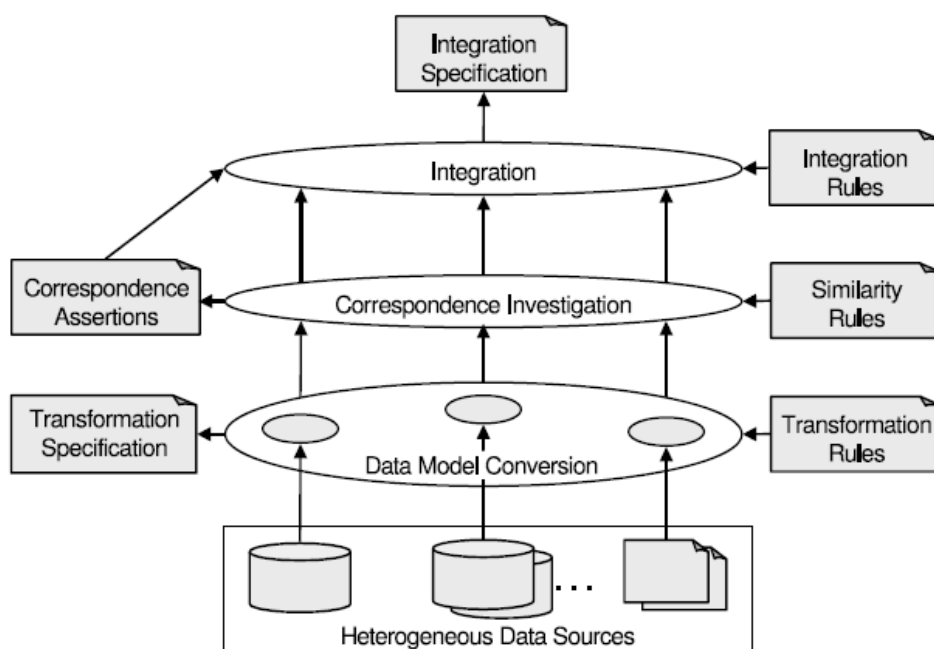 Integration
Specification
Integration
Integration
Rules
Correspondence
Assertions
Correspondence Investigation
Similarity
Rules
Transformation
Specification
Data Model Conversion
Transformation
Rules
. . .
Heterogeneous Data Sources